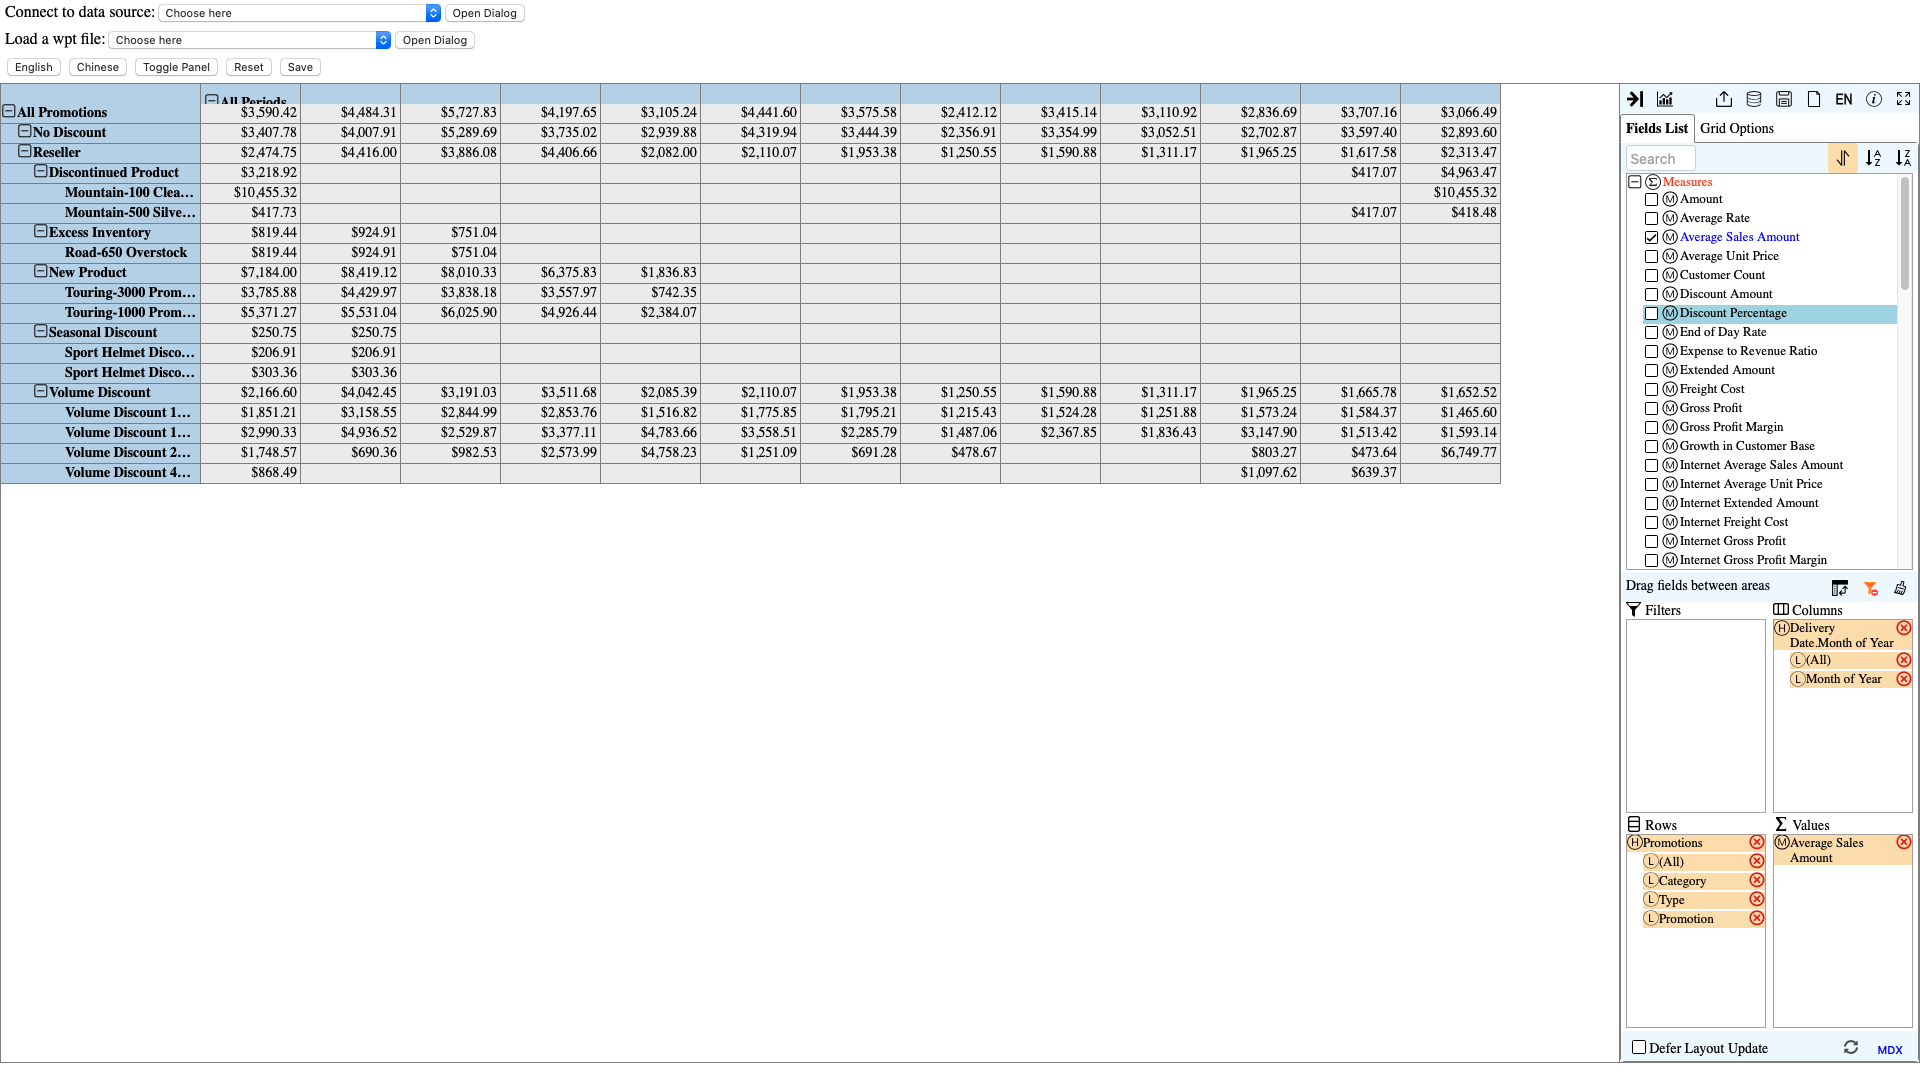 Connect to data source: Choose here Open Dialog
Load a wpt file: Choose here Open Dialog
English Chinese Toggle Panel Reset Save
All Periods
All Promotions $3,590.42 $4,484.31 $5,727.83 $4,197.65 $3,105.24 $4,441.60 $3,575.58 $2,412.12 $3,415.14 $3,110.92 $2,836.69 $3,707.16 $3,066.49
No Discount $3,407.78 $4,007.91 $5,289.69 $3,735.02 $2,939.88 $4,319.94 $3,444.39 $2,356.91 $3,354.99 $3,052.51 $2,702.87 $3,597.40 $2,893.60
Reseller $2,474.75 $4,416.00 $3,886.08 $4,406.66 $2,082.00 $2,110.07 $1,953.38 $1,250.55 $1,590.88 $1,311.17 $1,965.25 $1,617.58 $2,313.47
Discontinued Product $3,218.92 $417.07 $4,963.47
Mountain-100 Clea... $10,455.32 $10,455.32
Mountain-500 Silve... $417.73 $417.07 $418.48
Excess Inventory $819.44 $924.91 $751.04
Road-650 Overstock $819.44 $924.91 $751.04
New Product $7,184.00 $8,419.12 $8,010.33 $6,375.83 $1,836.83
Touring-3000 Prom... $3,785.88 $4,429.97 $3,838.18 $3,557.97 $742.35
Touring-1000 Prom... $5,371.27 $5,531.04 $6,025.90 $4,926.44 $2,384.07
Seasonal Discount $250.75 $250.75
Sport Helmet Disco... $206.91 $206.91
Sport Helmet Disco... $303.36 $303.36
Volume Discount $2,166.60 $4,042.45 $3,191.03 $3,511.68 $2,085.39 $2,110.07 $1,953.38 $1,250.55 $1,590.88 $1,311.17 $1,965.25 $1,665.78 $1,652.52
Volume Discount 1... $1,851.21 $3,158.55 $2,844.99 $2,853.76 $1,516.82 $1,775.85 $1,795.21 $1,215.43 $1,524.28 $1,251.88 $1,573.24 $1,584.37 $1,465.60
Volume Discount 1... $2,990.33 $4,936.52 $2,529.87 $3,377.11 $4,783.66 $3,558.51 $2,285.79 $1,487.06 $2,367.85 $1,836.43 $3,147.90 $1,513.42 $1,593.14
Volume Discount 2... $1,748.57 $690.36 $982.53 $2,573.99 $4,758.23 $1,251.09 $691.28 $478.67 $803.27 $473.64 $6,749.77
Volume Discount 4... $868.49 $1,097.62 $639.37
EN
Fields List Grid Options
Search
Measures
Amount
Average Rate
Average Sales Amount
Average Unit Price
Customer Count
Discount Amount
Discount Percentage
End of Day Rate
Expense to Revenue Ratio
Extended Amount
Freight Cost
Gross Profit
Gross Profit Margin
Growth in Customer Base
Internet Average Sales Amount
Internet Average Unit Price
Internet Extended Amount
Internet Freight Cost
Internet Gross Profit
Internet Gross Profit Margin
Drag fields between areas
Filters
Columns
Delivery
Date.Month of Year
(All)
Month of Year
Rows
Promotions
(All)
Category
Type
Promotion
Values
Average Sales
Amount
Defer Layout Update MDX